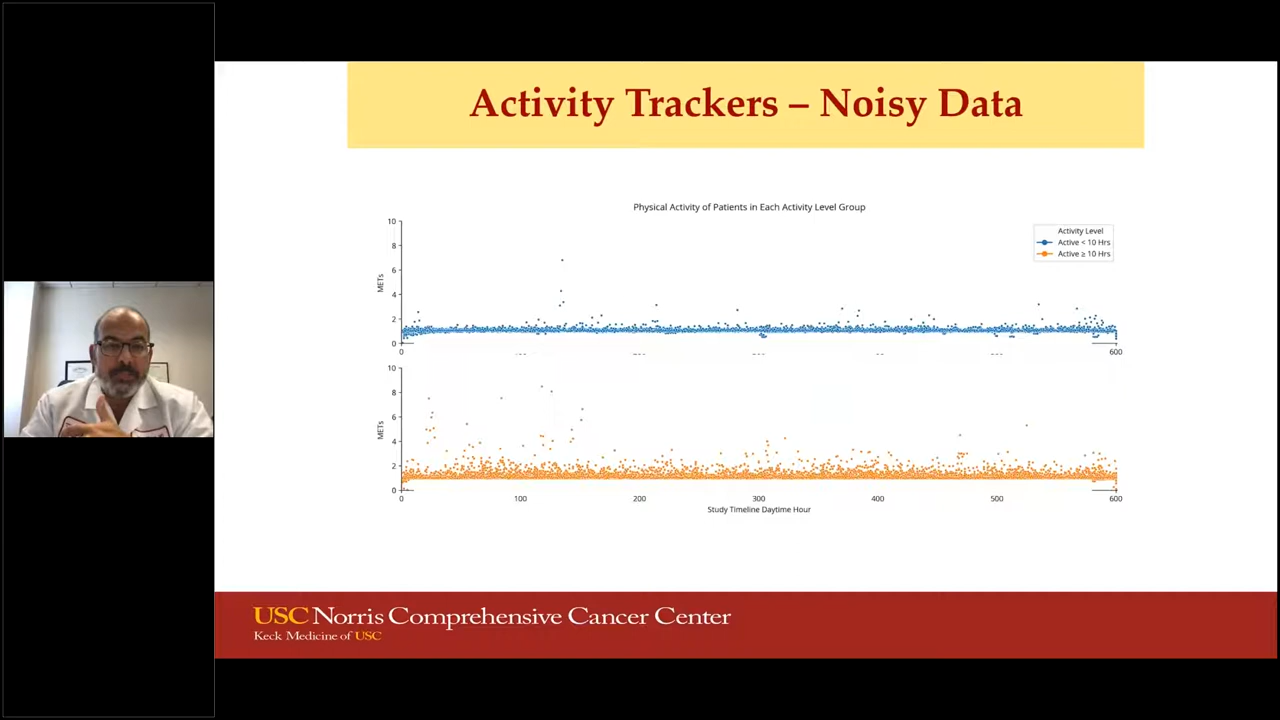 Activity Trackers – Noisy Data
Physical Activity of Patients in Each Activity Level Group
10
8
6
4
2
0
METs
Activity Level
Active < 10 Hrs
Active ≥ 10 Hrs
0
600
10
8
6
4
2
0
METs
0
100
200
300
400
500
600
Study Timeline Daytime Hour
USC Norris Comprehensive Cancer Center
Keck Medicine of USC